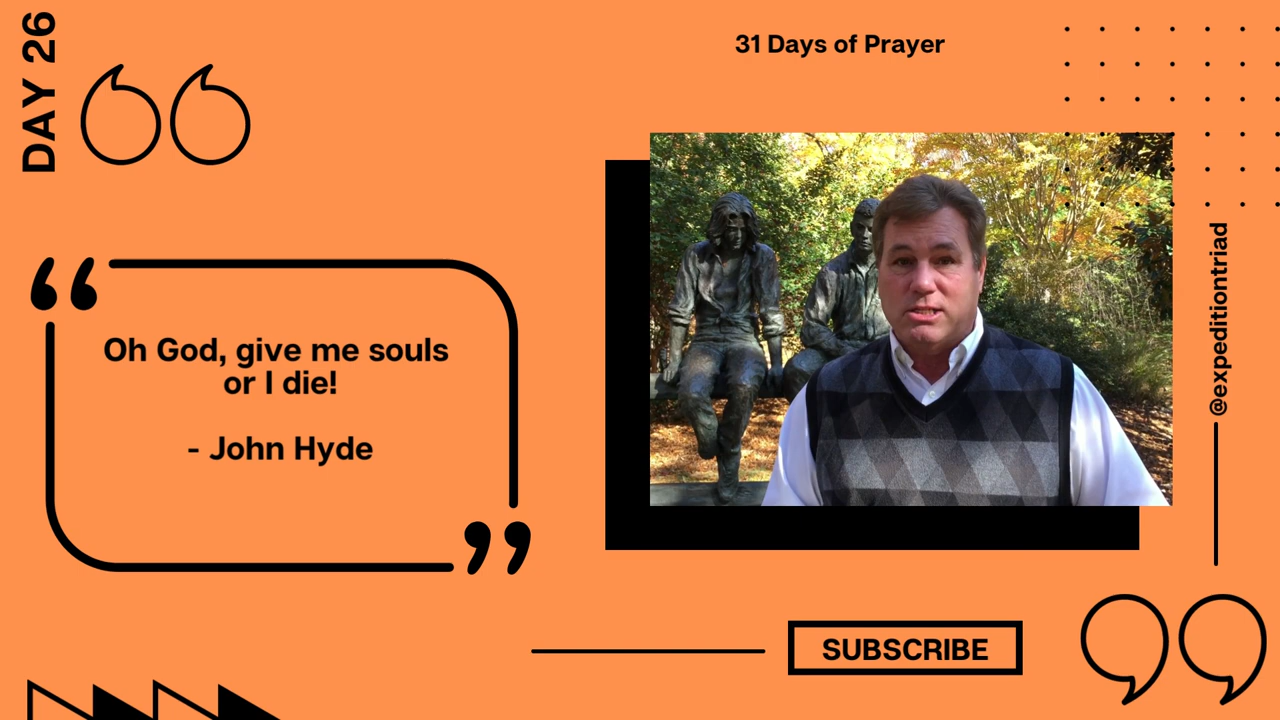 DAY 26
31 Days of Prayer
Oh God, give me souls
or I die!
- John Hyde
@expeditiontriad
SUBSCRIBE